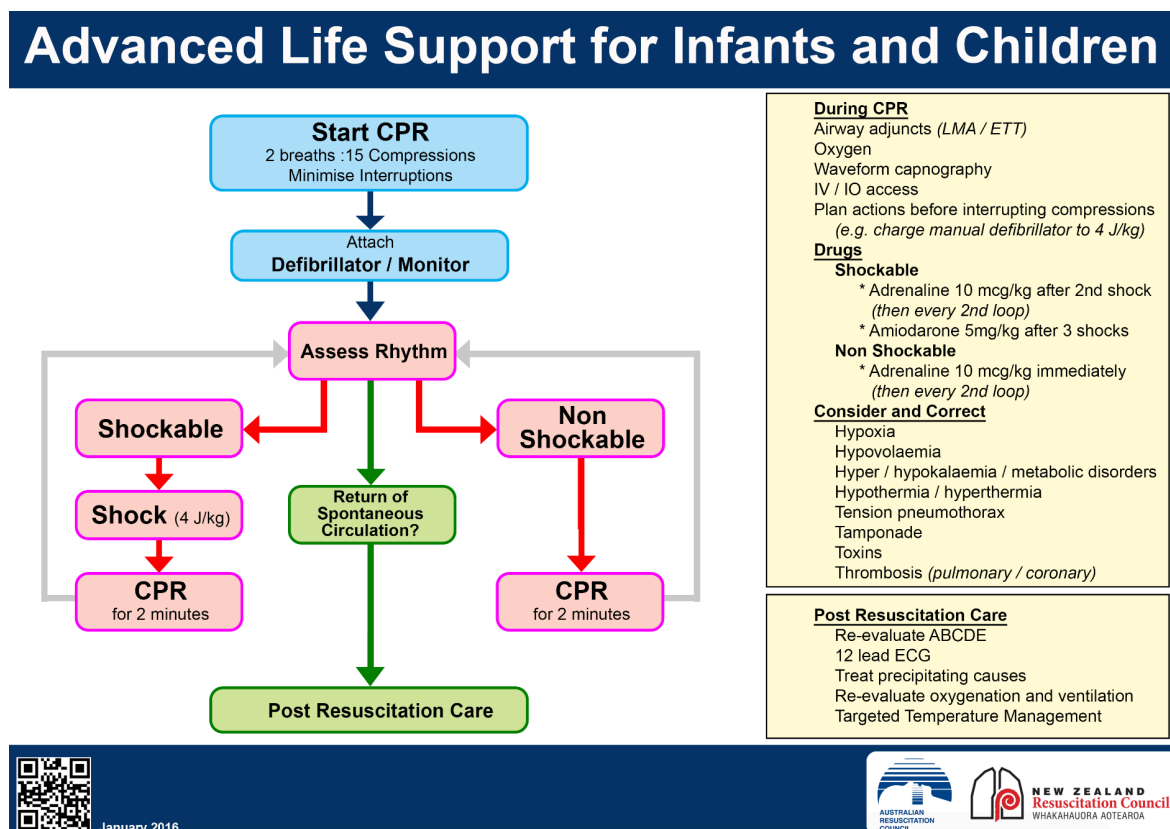 Advanced Life Support for Infants and Children
Start CPR
2 breaths :15 Compressions
Minimise Interruptions
Attach
Defibrillator / Monitor
Assess Rhythm
Shockable
Non
Shockable
Shock (4 J/kg)
Return of
Spontaneous
Circulation?
CPR
for 2 minutes
CPR
for 2 minutes
Post Resuscitation Care
During CPR
Airway adjuncts (LMA / ETT)
Oxygen
Waveform capnography
IV / IO access
Plan actions before interrupting compressions
(e.g. charge manual defibrillator to 4 J/kg)
Drugs
Shockable
* Adrenaline 10 mcg/kg after 2nd shock
(then every 2nd loop)
* Amiodarone 5mg/kg after 3 shocks
Non Shockable
* Adrenaline 10 mcg/kg immediately
(then every 2nd loop)
Consider and Correct
Hypoxia
Hypovolaemia
Hyper / hypokalaemia / metabolic disorders
Hypothermia / hyperthermia
Tension pneumothorax
Tamponade
Toxins
Thrombosis (pulmonary / coronary)
Post Resuscitation Care
Re-evaluate ABCDE
12 lead ECG
Treat precipitating causes
Re-evaluate oxygenation and ventilation
Targeted Temperature Management
January 2016
AUSTRALIAN
RESUSCITATION
COUNCIL
NEW ZEALAND
Resuscitation Council
WHAKAHAUORA AOTEAROA